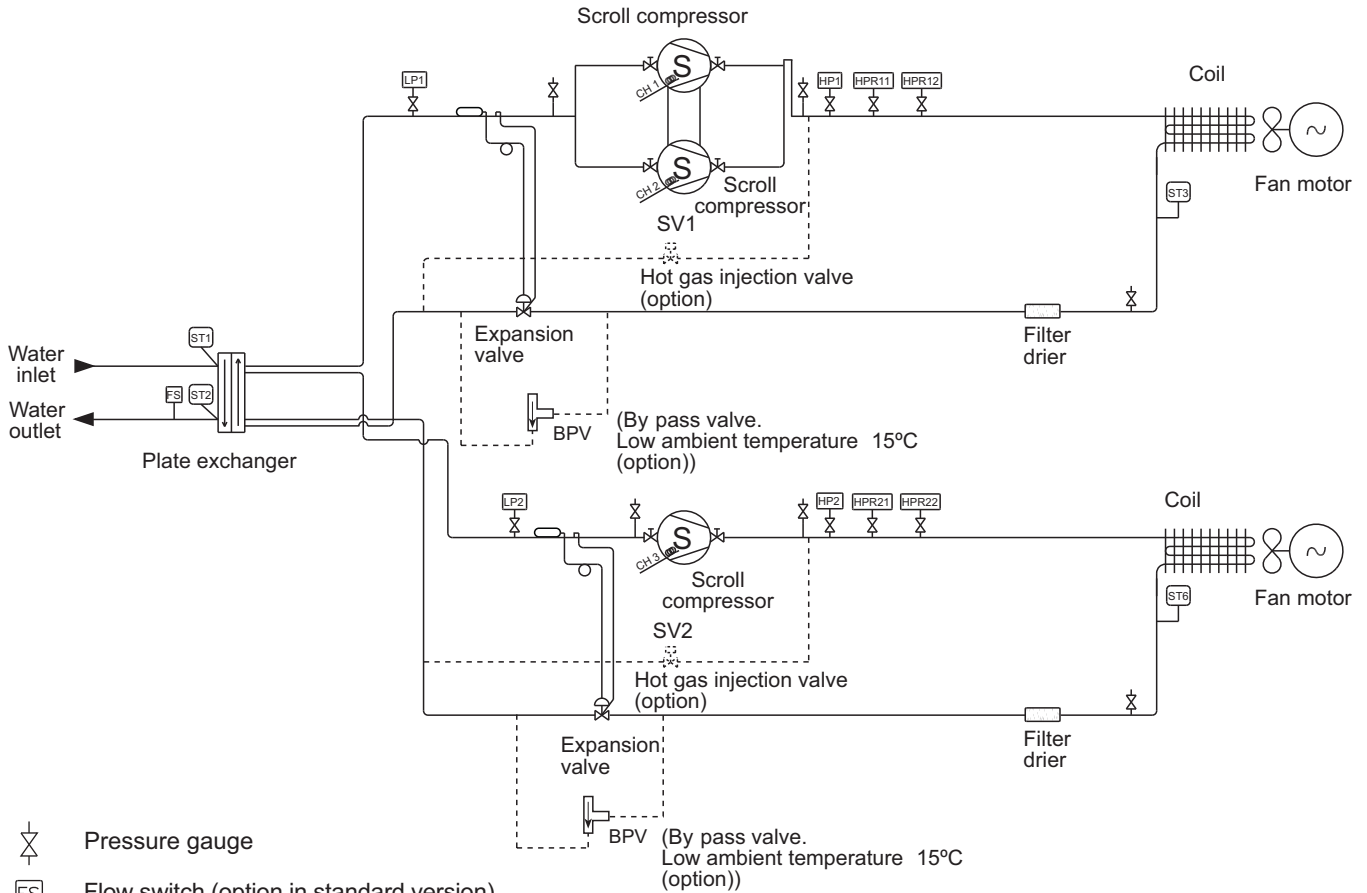 Scroll compressor
LP1
CH 1
S
HP1
HPR11
HPR12
Coil
Fan motor
CH 2
S
Scroll
compressor
ST3
SV1
Hot gas injection valve
(option)
Expansion
valve
Filter
drier
Water
inlet
ST1
Water
outlet
FS
ST2
Plate exchanger
BPV
(By pass valve.
Low ambient temperature 15ºC
(option))
LP2
CH 3
S
HP2
HPR21
HPR22
Coil
Fan motor
Scroll
compressor
ST6
SV2
Hot gas injection valve
(option)
Expansion
valve
Filter
drier
BPV
(By pass valve.
Low ambient temperature 15ºC
(option))
Pressure gauge
FS
Flow switch (option in standard version)